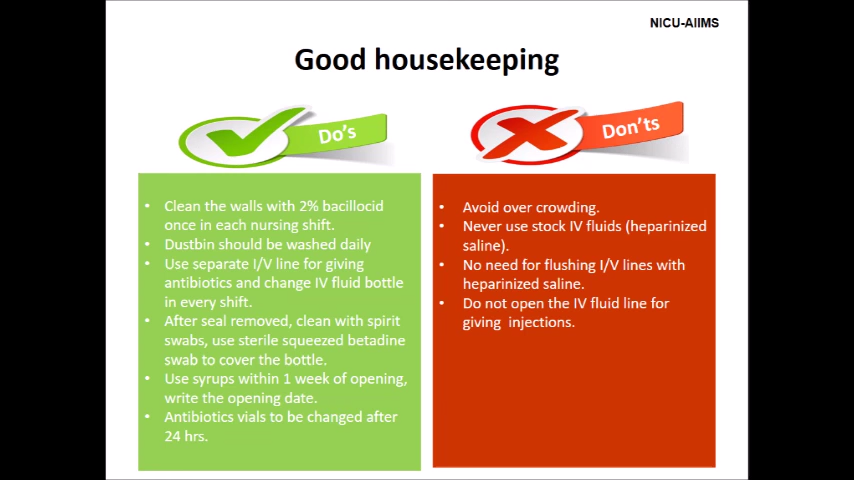 NICU-AIIMS
Good housekeeping
Do's
Don'ts
• Clean the walls with 2% bacillocid
once in each nursing shift.
• Dustbin should be washed daily
• Use separate I/V line for giving
antibiotics and change IV fluid bottle
in every shift.
• After seal removed, clean with spirit
swabs, use sterile squeezed betadine
swab to cover the bottle.
• Use syrups within 1 week of opening,
write the opening date.
• Antibiotics vials to be changed after
24 hrs.
• Avoid over crowding.
• Never use stock IV fluids (heparinized
saline).
• No need for flushing I/V lines with
heparinized saline.
• Do not open the IV fluid line for
giving injections.